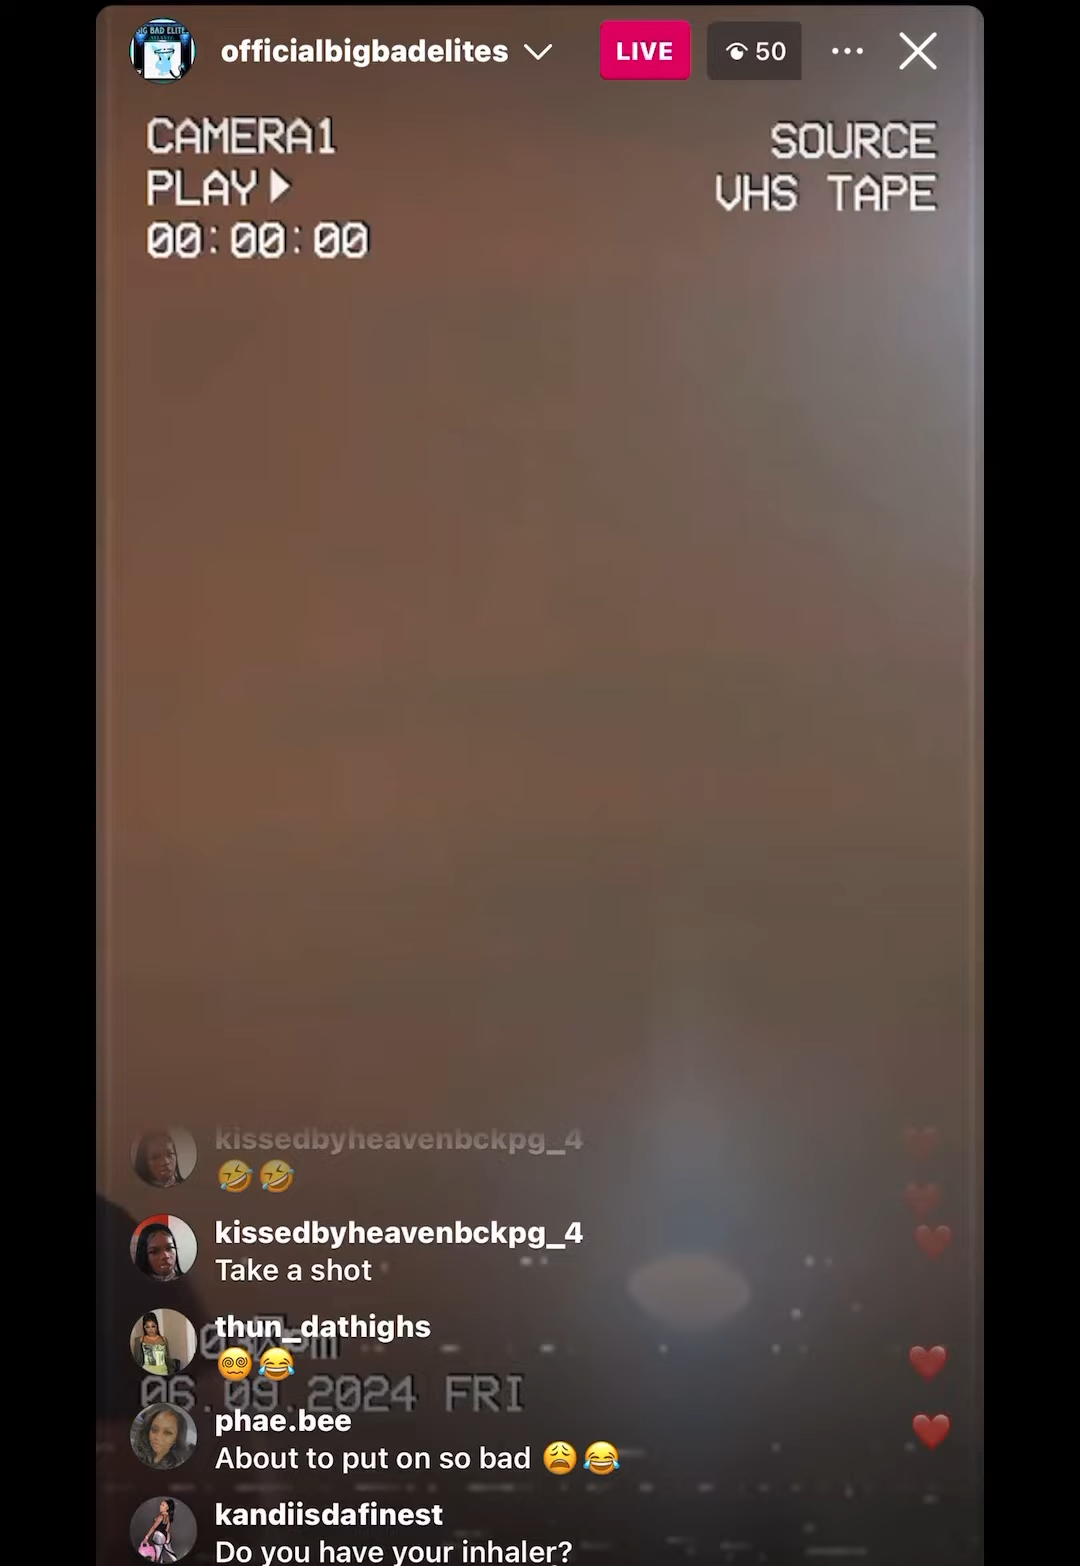 officialbigbadelites
LIVE
50
CAMERA1
PLAY
00:00:00
SOURCE
VHS TAPE
kissedbyheavenbckpg_4
🤣🤣
kissedbyheavenbckpg_4
Take a shot
thun_dathighs
😵‍💫😂
06.09.2024 FRI
phae.bee
About to put on so bad 😩😂
kandiisdafinest
Do you have your inhaler?